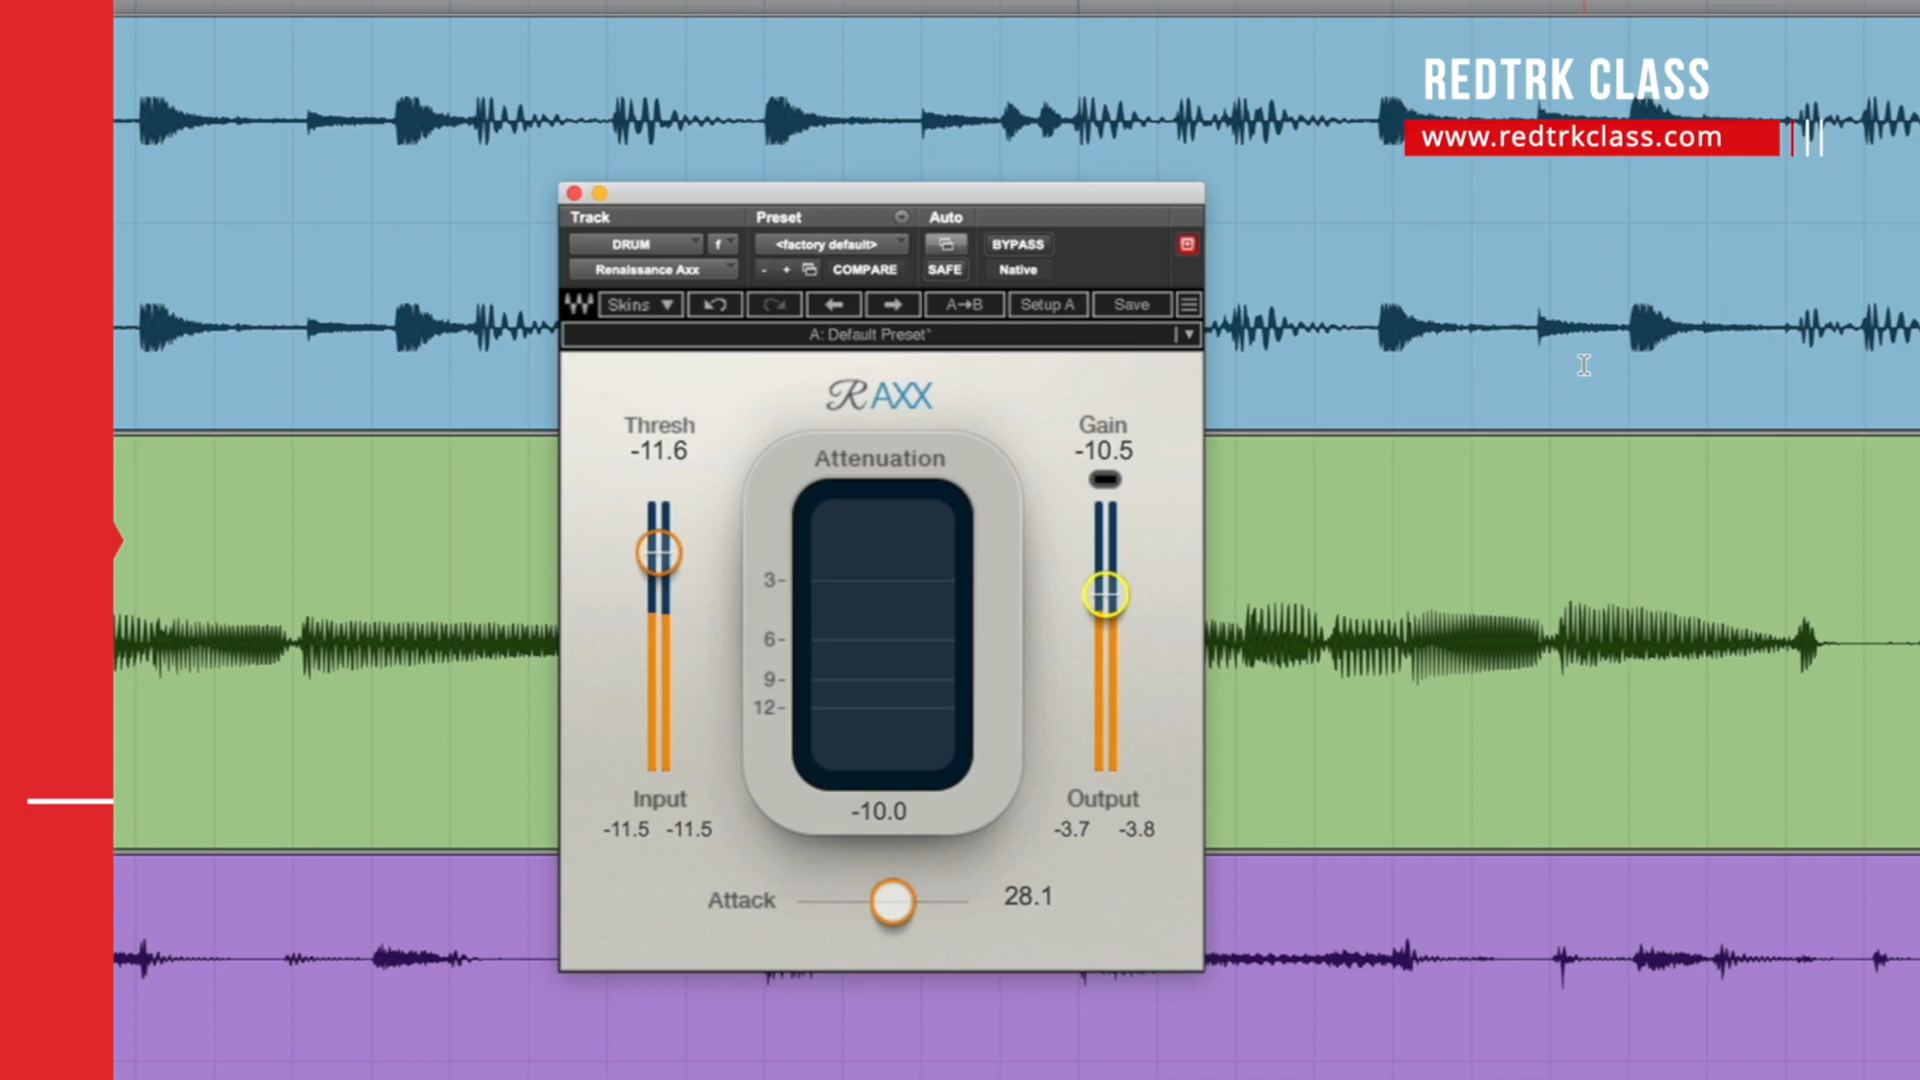 REDTRK CLASS
www.redtrkclass.com
Track Preset Auto
DRUM f <factory default> BYPASS
Renaissance Axx - + COMPARE SAFE Native
Skins A→B Setup A Save
A: Default Preset*
R AXX
Thresh
-11.6
Gain
-10.5
Attenuation
3-
6-
9-
12-
-10.0
Input
-11.5 -11.5
Output
-3.7 -3.8
Attack 28.1